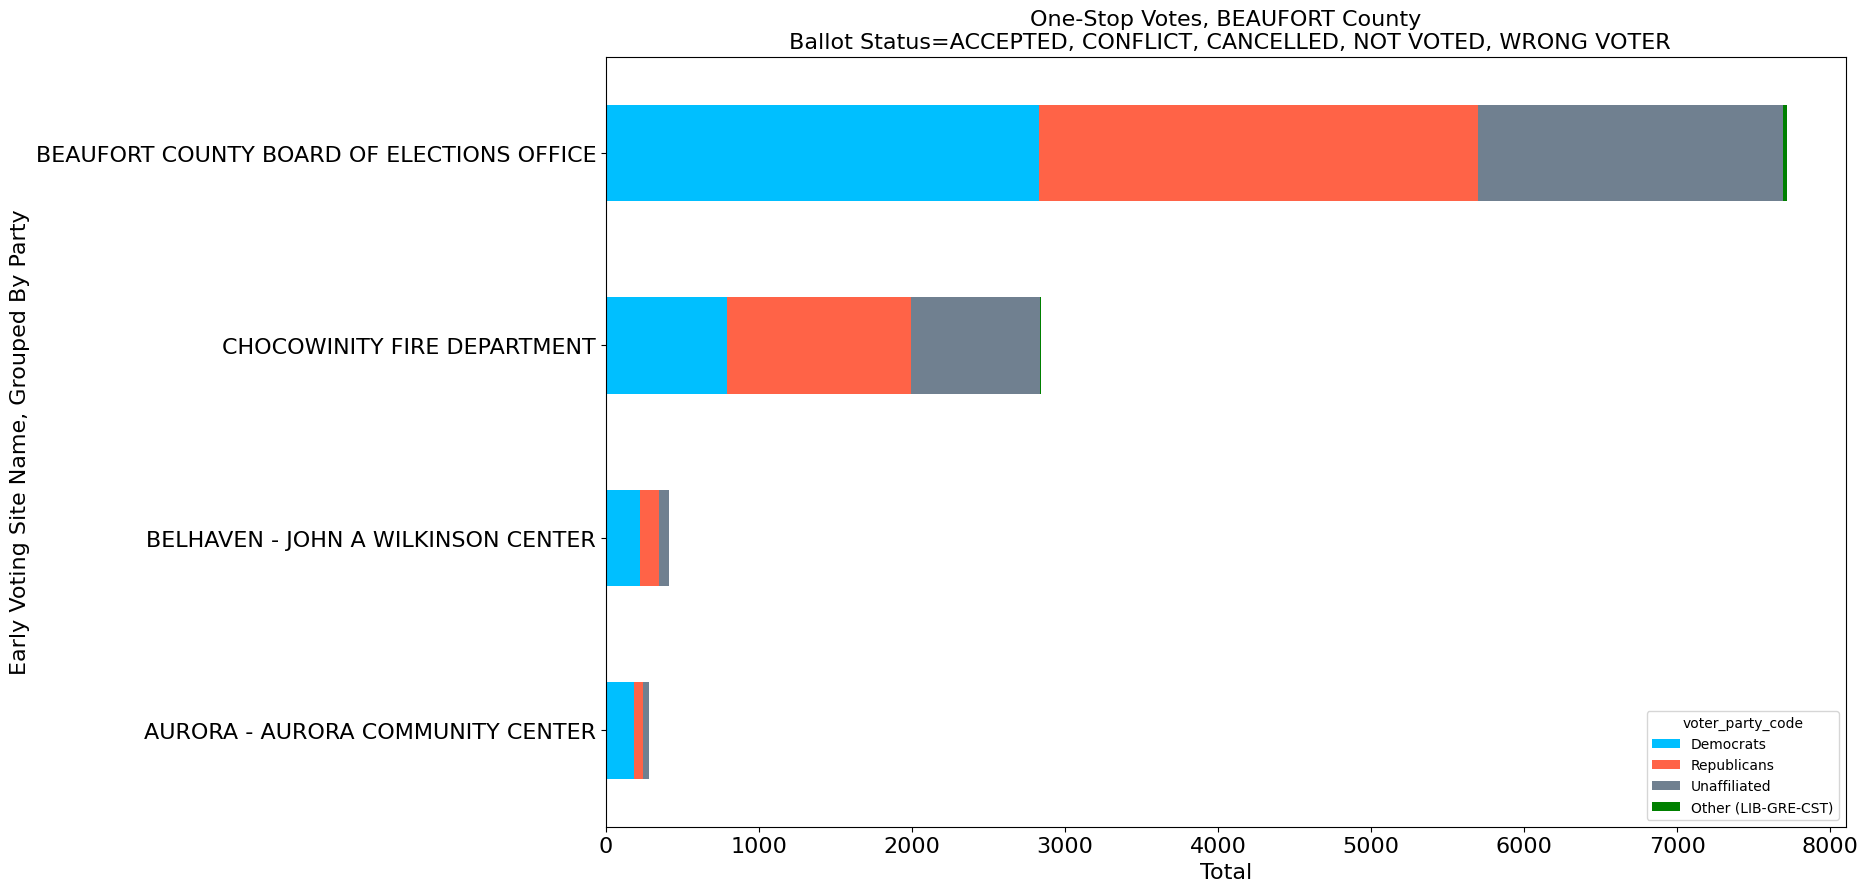 One-Stop Votes, BEAUFORT County
Ballot Status=ACCEPTED, CONFLICT, CANCELLED, NOT VOTED, WRONG VOTER
Early Voting Site Name, Grouped By Party
BEAUFORT COUNTY BOARD OF ELECTIONS OFFICE
CHOCOWINITY FIRE DEPARTMENT
BELHAVEN - JOHN A WILKINSON CENTER
AURORA - AURORA COMMUNITY CENTER
voter_party_code
Democrats
Republicans
Unaffiliated
Other (LIB-GRE-CST)
0 1000 2000 3000 4000 5000 6000 7000 8000
Total